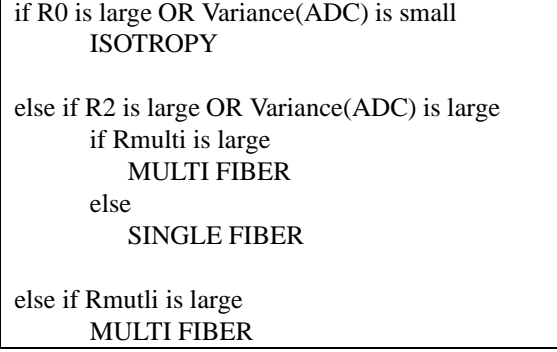 if R0 is large OR Variance(ADC) is small
ISOTROPY
else if R2 is large OR Variance(ADC) is large
if Rmulti is large
MULTI FIBER
else
SINGLE FIBER
else if Rmutli is large
MULTI FIBER